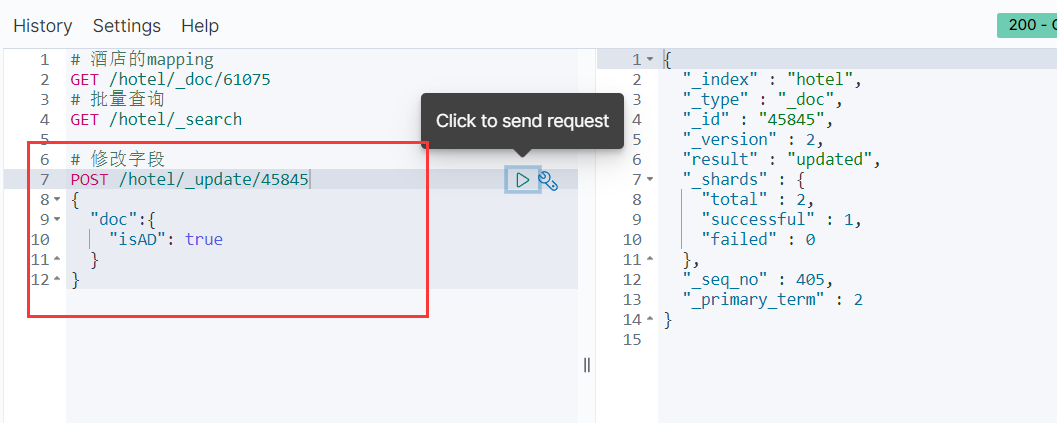 History Settings Help
200 -
1 # 酒店的mapping
2 GET /hotel/_doc/61075
3 # 批量查询
4 GET /hotel/_search
5
6 # 修改字段
7 POST /hotel/_update/45845
8 {
9 "doc":{
10 "isAD": true
11 }
12 }
Click to send request
1 {
2 "_index" : "hotel",
3 "_type" : "_doc",
4 "_id" : "45845",
5 "_version" : 2,
6 "result" : "updated",
7 "_shards" : {
8 "total" : 2,
9 "successful" : 1,
10 "failed" : 0
11 },
12 "_seq_no" : 405,
13 "_primary_term" : 2
14 }
15